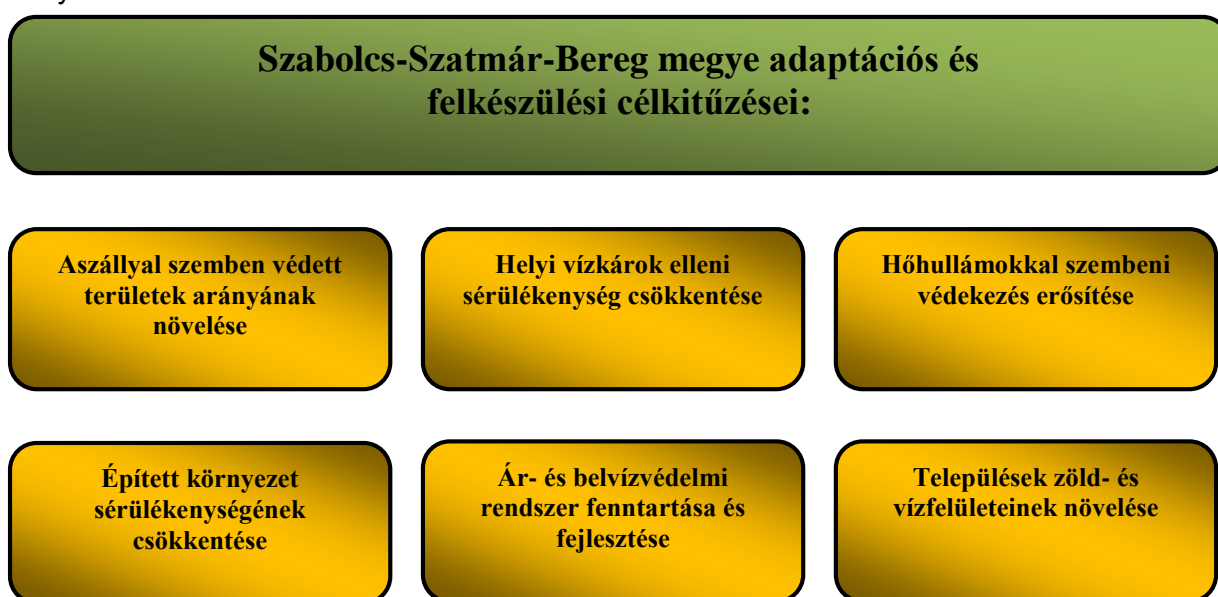 Szabolcs-Szatmár-Bereg megye adaptációs és
felkészülési célkitűzései:
Aszállyal szemben védett
területek arányának
növelése
Helyi vízkárok elleni
sérülékenység csökkentése
Hőhullámokkal szembeni
védekezés erősítése
Épített környezet
sérülékenységének
csökkentése
Ár- és belvízvédelmi
rendszer fenntartása és
fejlesztése
Települések zöld- és
vízfelületeinek növelése